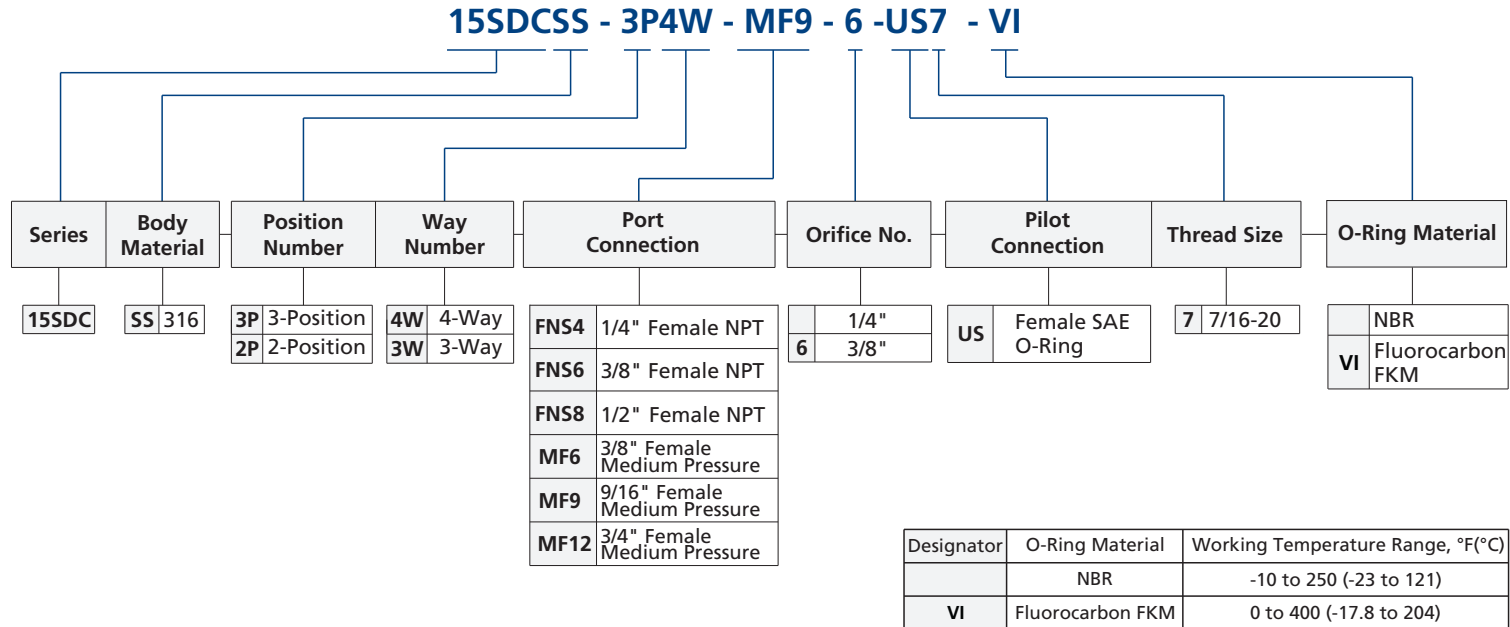 15SDCSS - 3P4W - MF9 - 6 -US7 - VI
Series
Body
Material
Position
Number
Way
Number
Port
Connection
Orifice No.
Pilot
Connection
Thread Size
O-Ring Material
15SDC
SS 316
3P 3-Position
2P 2-Position
4W 4-Way
3W 3-Way
FNS4 1/4" Female NPT
FNS6 3/8" Female NPT
FNS8 1/2" Female NPT
MF6 3/8" Female
Medium Pressure
MF9 9/16" Female
Medium Pressure
MF12 3/4" Female
Medium Pressure
1/4"
6 3/8"
US Female SAE
O-Ring
7 7/16-20
NBR
VI Fluorocarbon
FKM
Designator O-Ring Material Working Temperature Range, °F(°C)
NBR -10 to 250 (-23 to 121)
VI Fluorocarbon FKM 0 to 400 (-17.8 to 204)